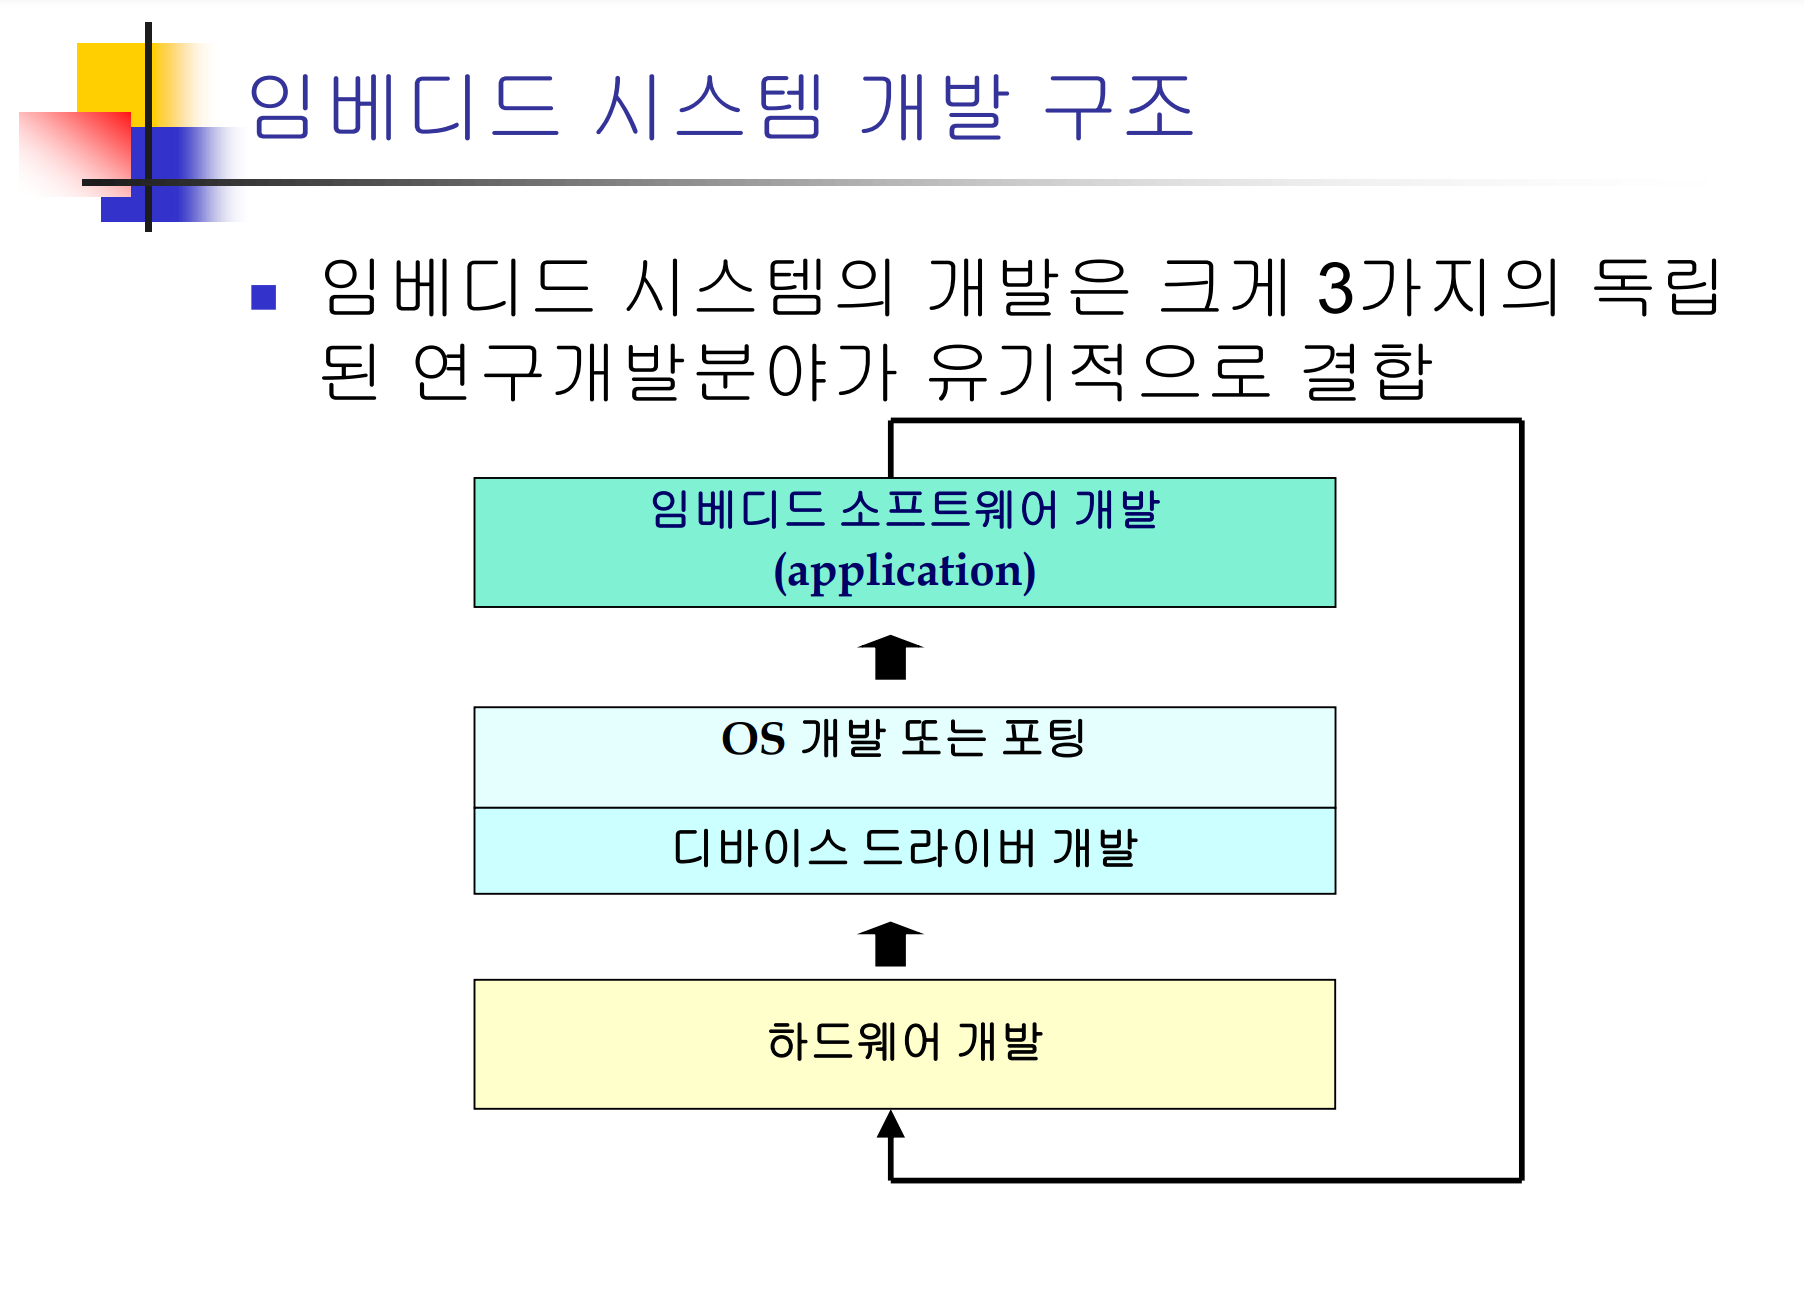 임베디드 시스템 개발 구조
임베디드 시스템의 개발은 크게 3가지의 독립
된 연구개발분야가 유기적으로 결합
임베디드 소프트웨어 개발
(application)
OS 개발 또는 포팅
디바이스 드라이버 개발
하드웨어 개발